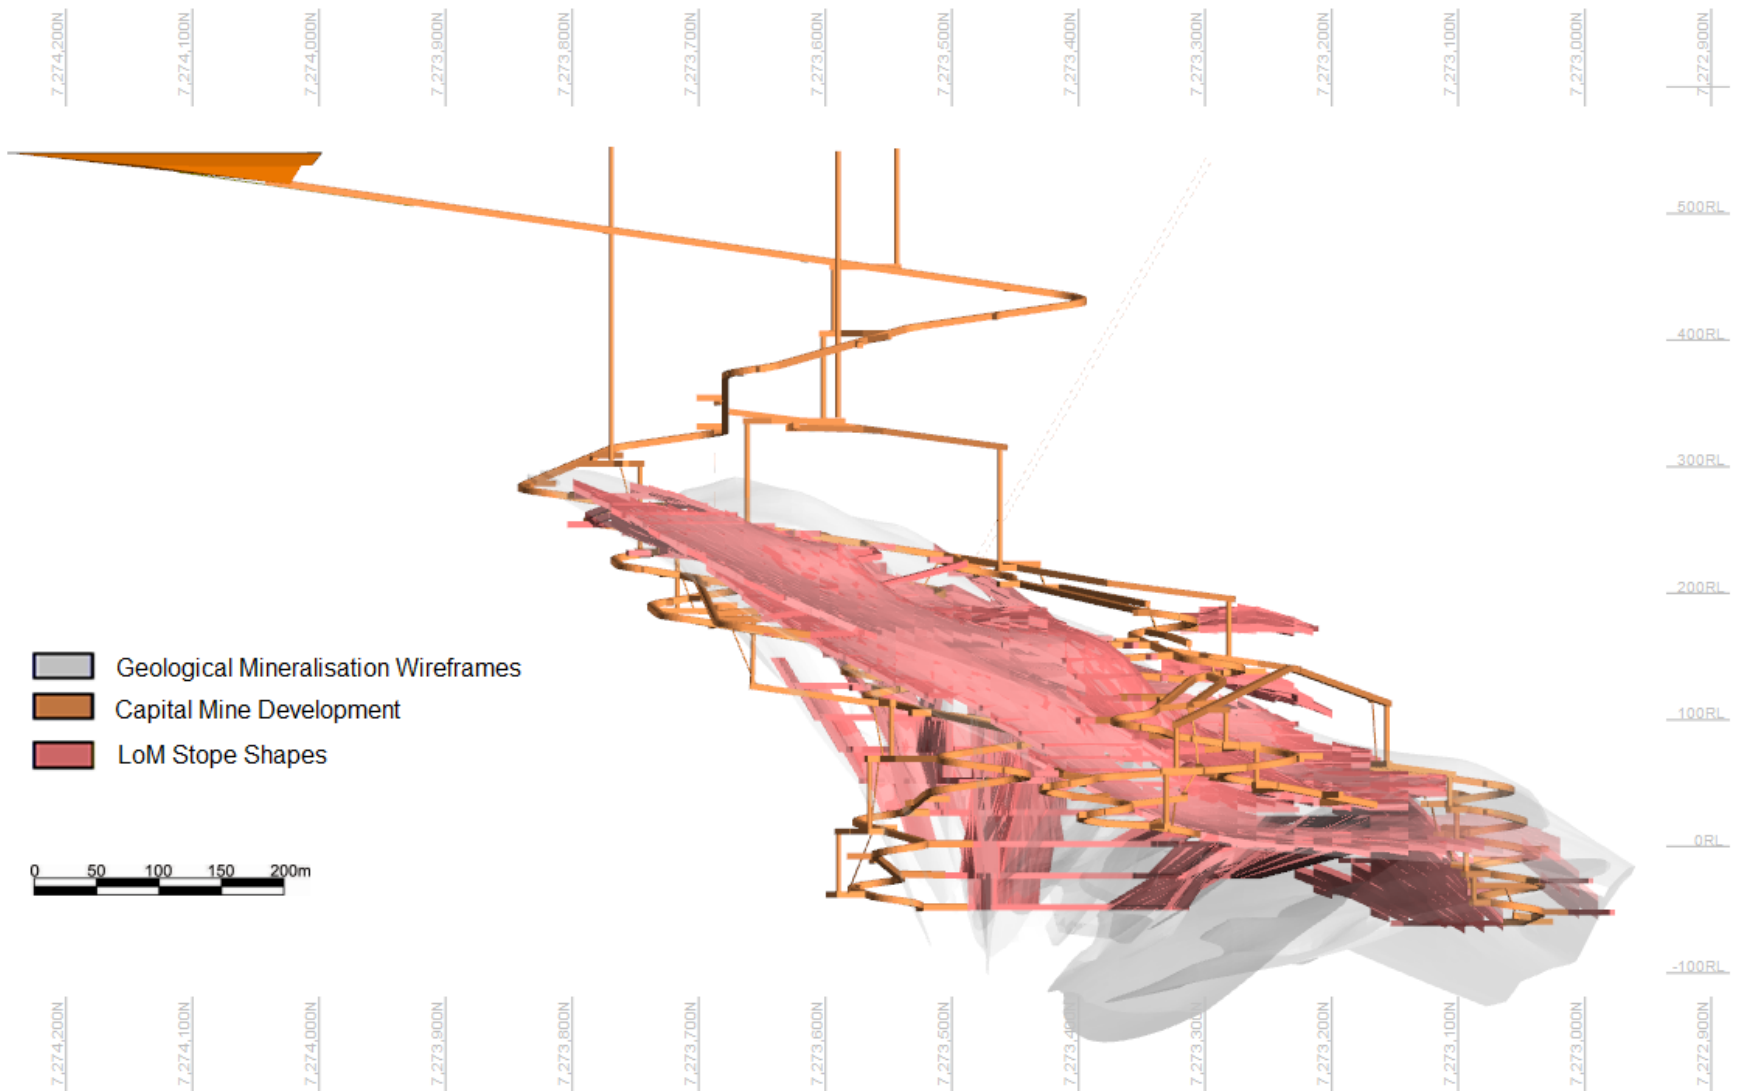 7,274,200N 7,274,100N 7,274,000N 7,273,900N 7,273,800N 7,273,700N 7,273,600N 7,273,500N 7,273,400N 7,273,300N 7,273,200N 7,273,100N 7,273,000N 7,272,900N
500RL
400RL
300RL
200RL
Geological Mineralisation Wireframes
Capital Mine Development
100RL
LoM Stope Shapes
0RL
0 50 100 150 200m
-100RL
7,274,200N 7,274,100N 7,274,000N 7,273,900N 7,273,800N 7,273,700N 7,273,600N 7,273,500N 7,273,400N 7,273,300N 7,273,200N 7,273,100N 7,273,000N 7,272,900N